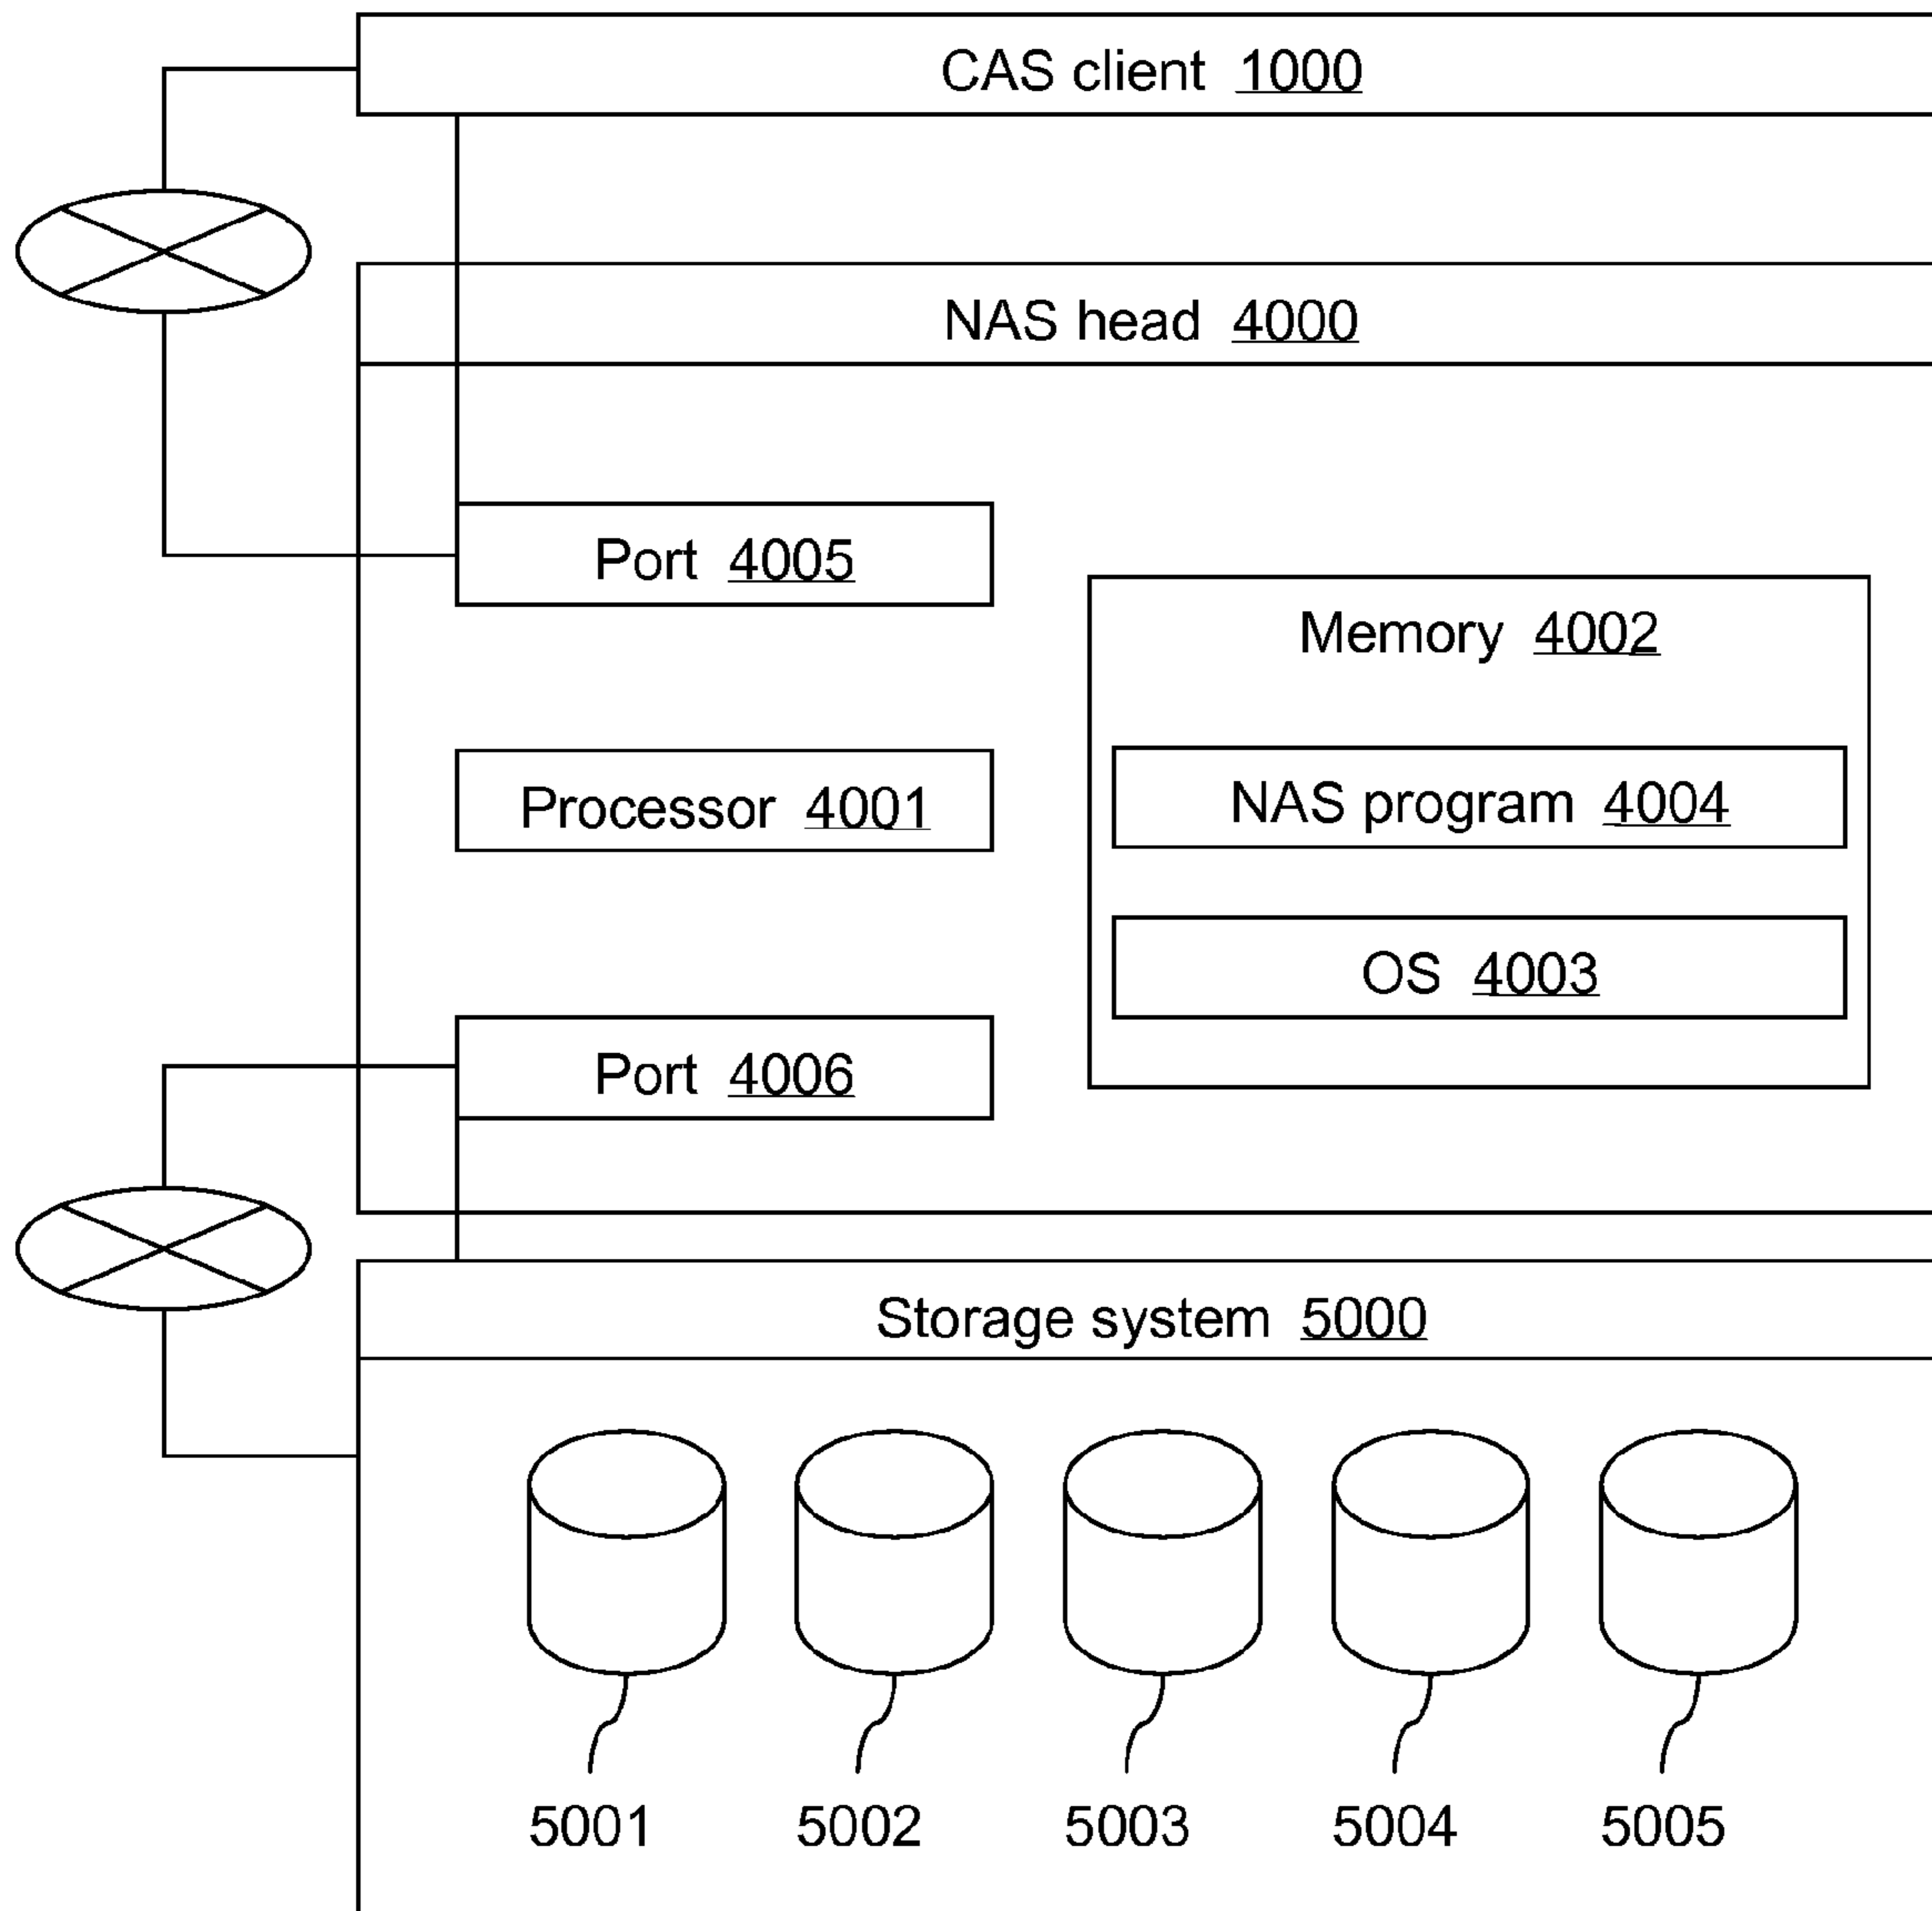 CAS client 1000
NAS head 4000
Port 4005
Memory 4002
Processor 4001
NAS program 4004
OS 4003
Port 4006
Storage system 5000
5001 5002 5003 5004 5005